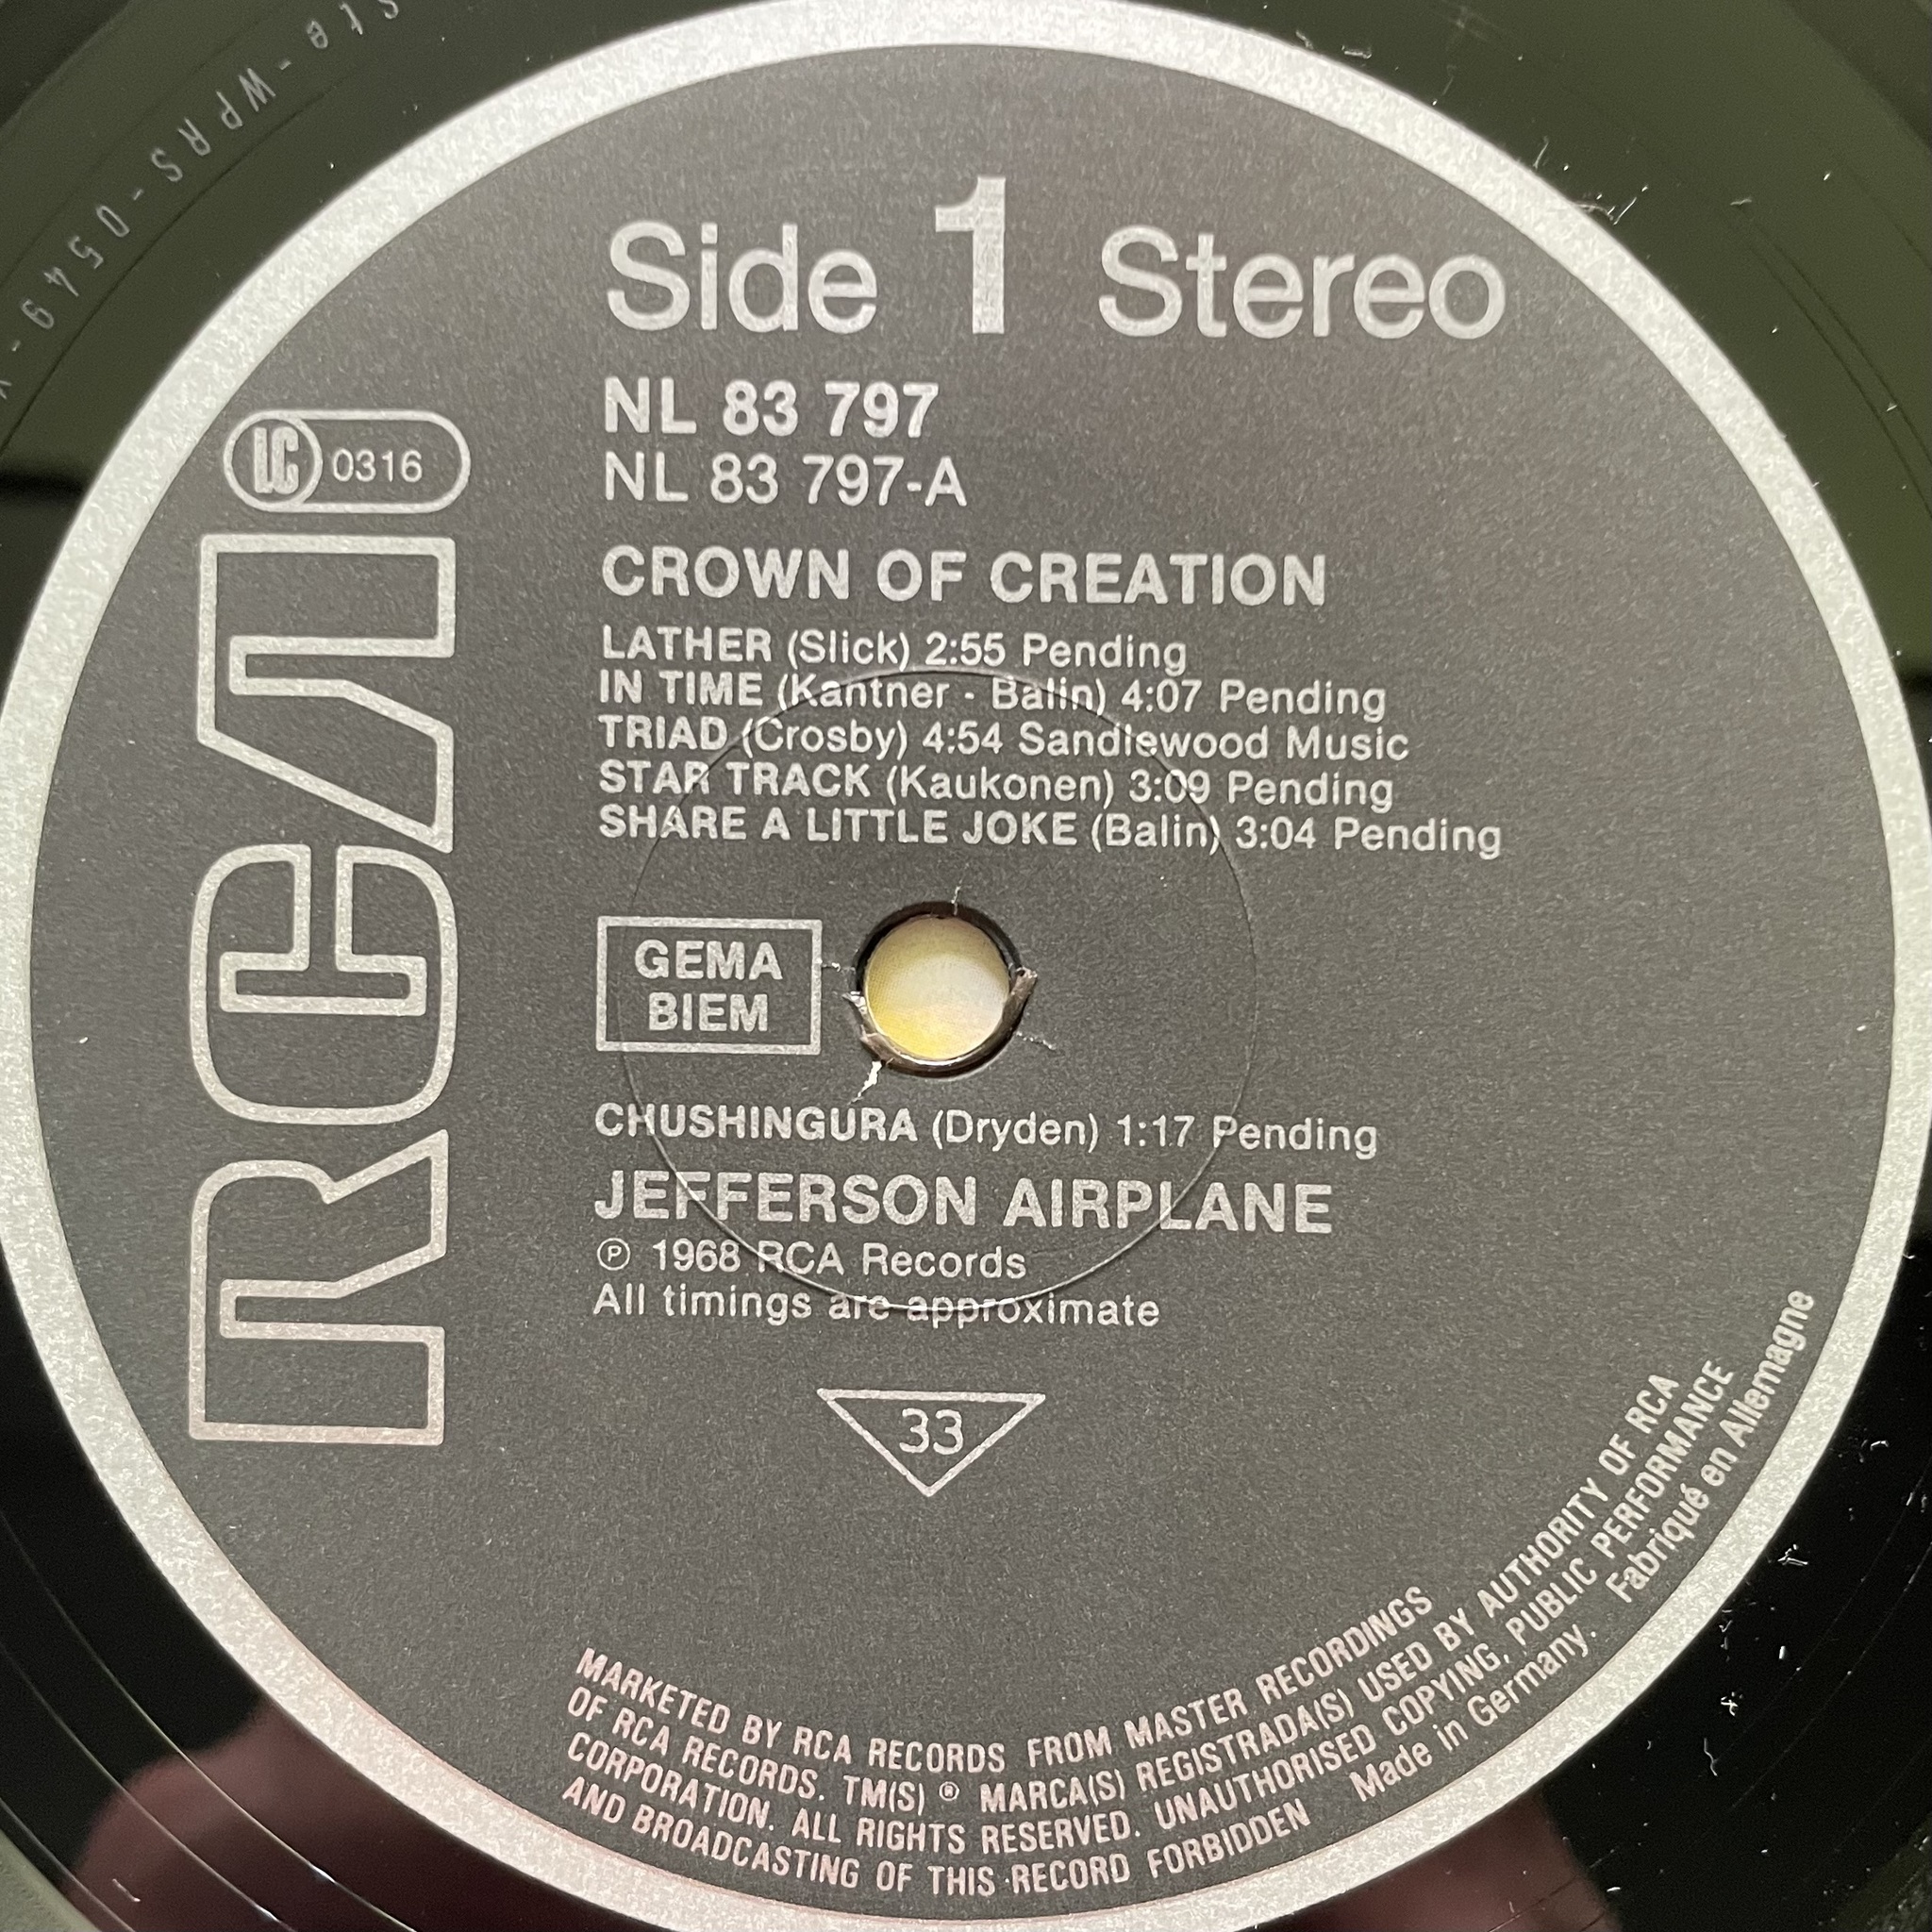 Side 1 Stereo
NL 83 797
NL 83 797-A
LC 0316
RCA
CROWN OF CREATION
LATHER (Slick) 2:55 Pending
IN TIME (Kantner - Balin) 4:07 Pending
TRIAD (Crosby) 4:54 Sandlewood Music
STAR TRACK (Kaukonen) 3:09 Pending
SHARE A LITTLE JOKE (Balin) 3:04 Pending
GEMA
BIEM
CHUSHINGURA (Dryden) 1:17 Pending
JEFFERSON AIRPLANE
℗ 1968 RCA Records
All timings are approximate
33
MARKETED BY RCA RECORDS FROM MASTER RECORDINGS
OF RCA RECORDS. TM(S) ® MARCA(S) REGISTRADA(S) USED BY AUTHORITY OF RCA
CORPORATION. ALL RIGHTS RESERVED. UNAUTHORISED COPYING, PUBLIC PERFORMANCE
AND BROADCASTING OF THIS RECORD FORBIDDEN Made in Germany. Fabriqué en Allemagne
WPRS-0549-